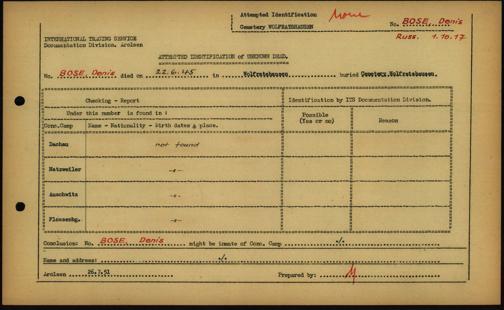 Attempted Identification none
Cemetery WOLFRATSHAUSEN No. BOSE, Denis
Russ. 1.10.17
INTERNATIONAL TRACING SERVICE
Documentation Division. Arolsen
ATTEMPTED IDENTIFICATION of UNKNOWN DEAD.
No. BOSE, Denis died on 22.6.45 in Wolfratshausen buried Cemetery Wolfratshausen.
Checking - Report Identification by ITS Documentation Division.
Under this number is found in : Possible (Yes or no) Reason
Conc.Camp Name - Nationality - Birth dates & place.
Dachau not found
Natzweiler -"-
Auschwitz -"-
Flossenbg. -"-
Conclusion: No. BOSE, Denis might be inmate of Conc. Camp ./.
Name and address: ./.
Arolsen 26.7.51 Prepared by: